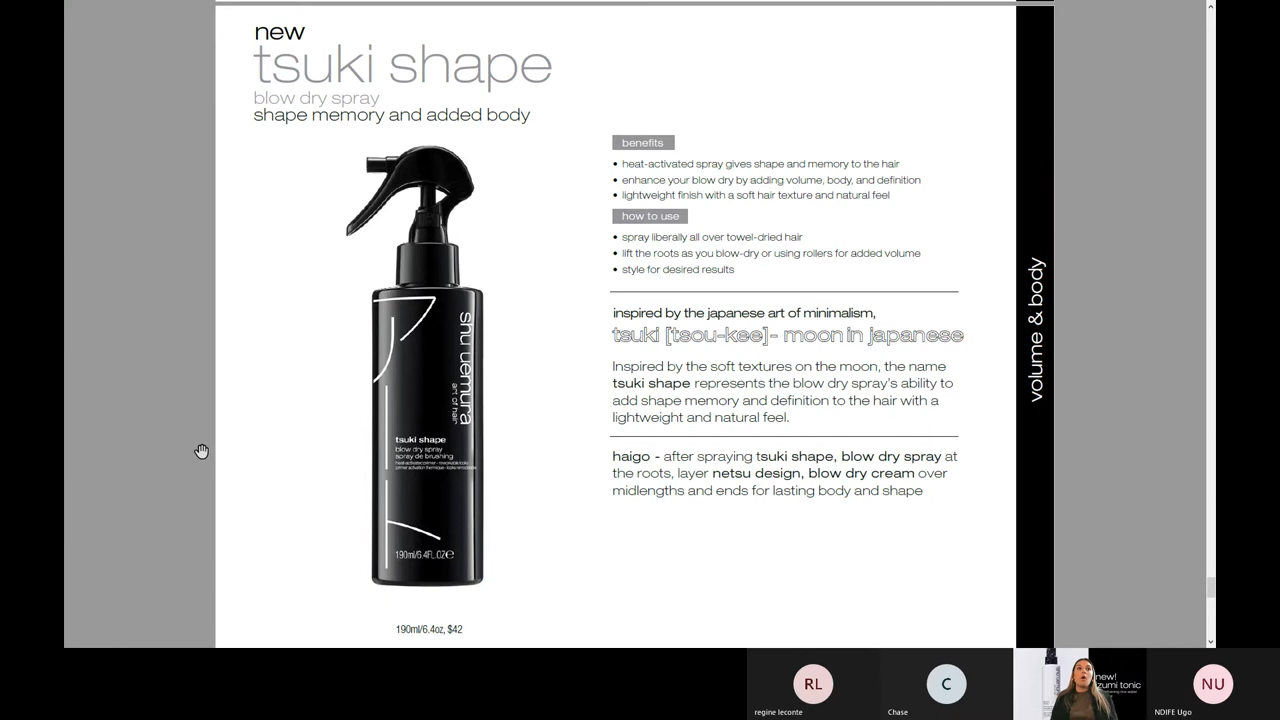 new
tsuki shape
blow dry spray
shape memory and added body
benefits
• heat-activated spray gives shape and memory to the hair
• enhance your blow dry by adding volume, body, and definition
• lightweight finish with a soft hair texture and natural feel
how to use
• spray liberally all over towel-dried hair
• lift the roots as you blow-dry or using rollers for added volume
• style for desired results
inspired by the japanese art of minimalism,
tsuki [tsou-kee]- moon in japanese
Inspired by the soft textures on the moon, the name
tsuki shape represents the blow dry spray's ability to
add shape memory and definition to the hair with a
lightweight and natural feel.
haigo - after spraying tsuki shape, blow dry spray at
the roots, layer netsu design, blow dry cream over
midlengths and ends for lasting body and shape
volume & body
shu uemura
art of hair
tsuki shape
blow dry spray
spray de brushing
190ml/6.4FL.OZ℮
190ml/6.4oz, $42
RL
regine leconte
C
Chase
new!
zumi tonic
NU
NDIFE Ugo